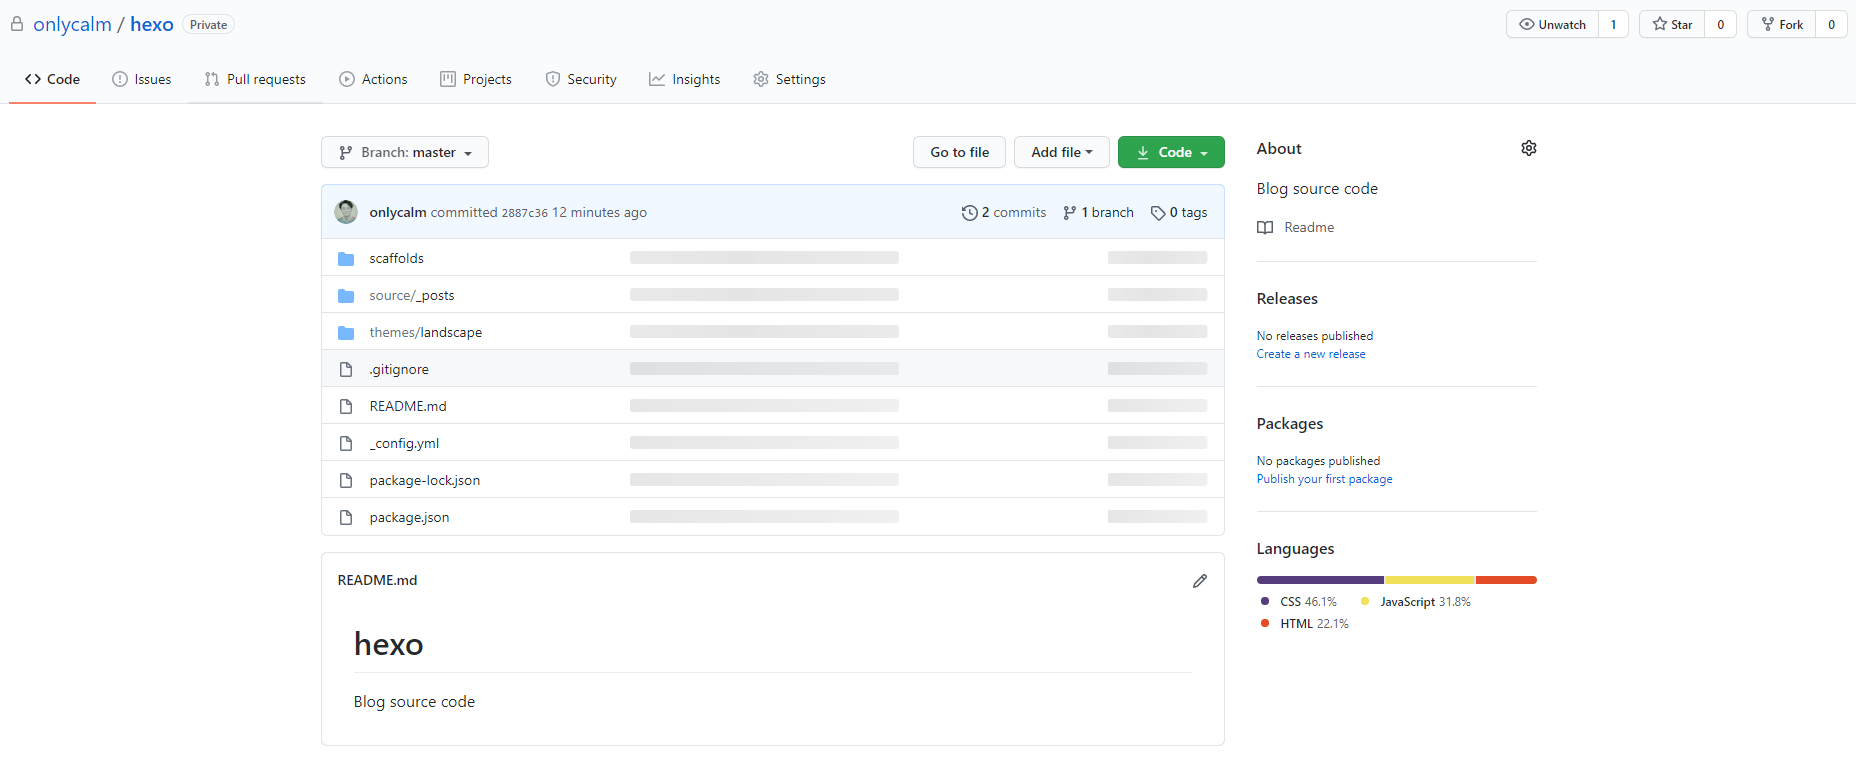 onlycalm / hexo Private
Unwatch 1 Star 0 Fork 0
Code Issues Pull requests Actions Projects Security Insights Settings
Branch: master Go to file Add file Code
onlycalm committed 2887c36 12 minutes ago 2 commits 1 branch 0 tags
scaffolds
source/_posts
themes/landscape
.gitignore
README.md
_config.yml
package-lock.json
package.json
README.md
hexo
Blog source code
About
Blog source code
Readme
Releases
No releases published
Create a new release
Packages
No packages published
Publish your first package
Languages
CSS 46.1% JavaScript 31.8%
HTML 22.1%